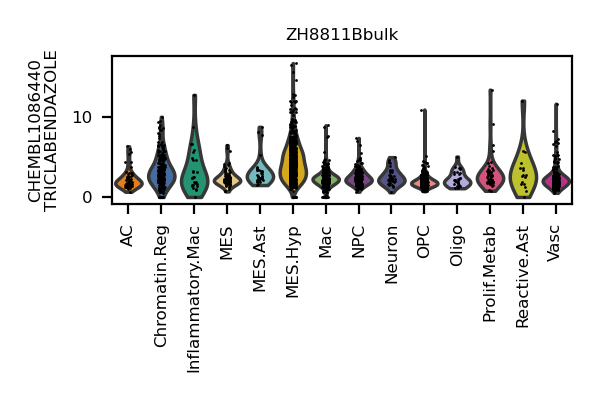 ZH8811Bbulk
CHEMBL1086440
TRICLABENDAZOLE
10
0
AC
Chromatin.Reg
Inflammatory.Mac
MES
MES.Ast
MES.Hyp
Mac
NPC
Neuron
OPC
Oligo
Prolif.Metab
Reactive.Ast
Vasc